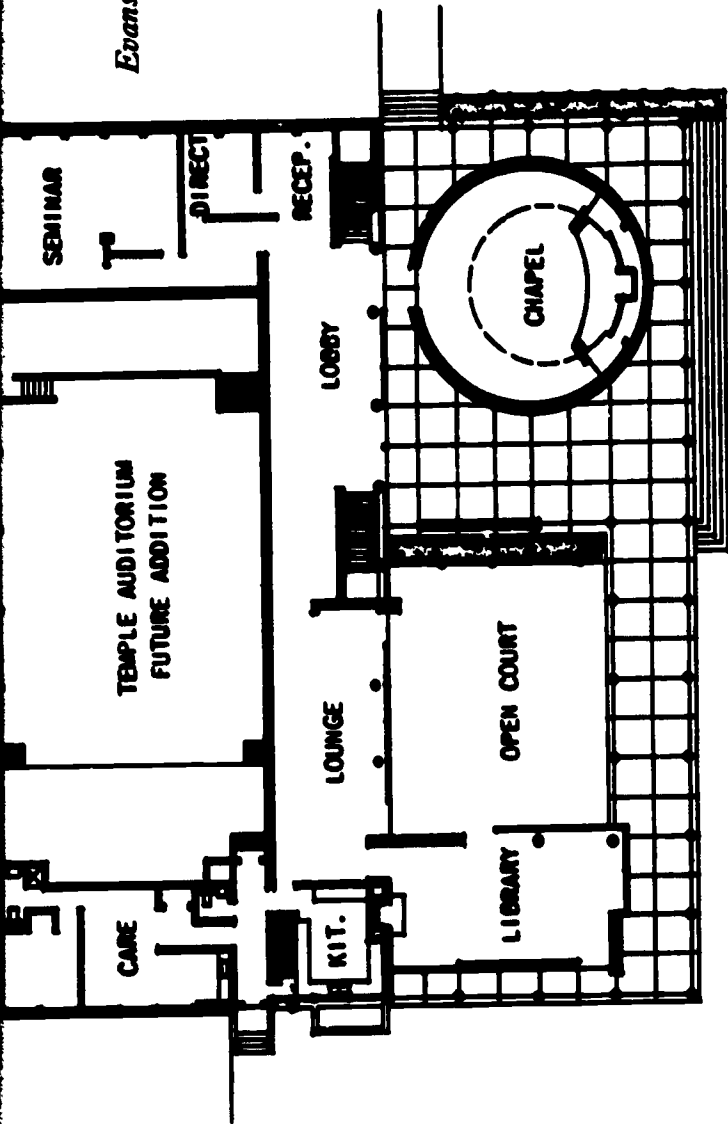 SEMINAR
CARE
TEMPLE AUDITORIUM
FUTURE ADDITION
Evans
DIRECT
RECEP.
KIT.
LOUNGE
LOBBY
LIBRARY
OPEN COURT
CHAPEL